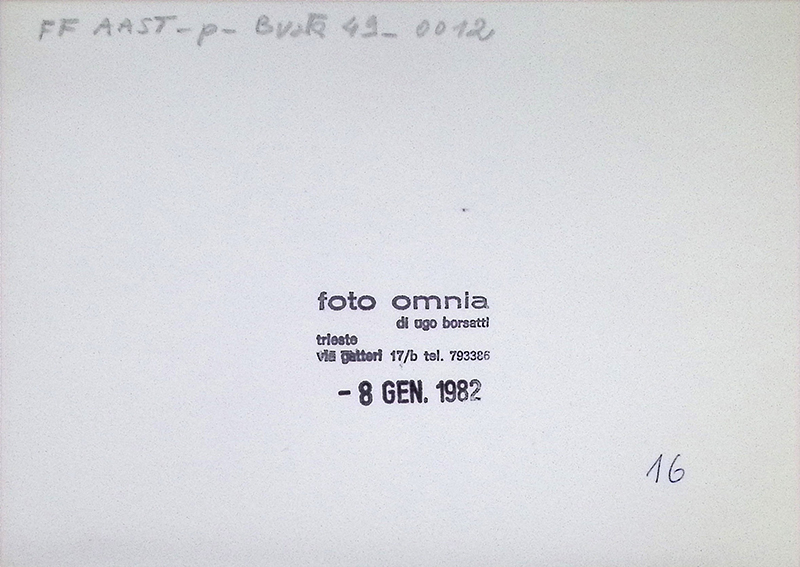 FF AAST-p- Busta 49_ 0012
foto omnia
di ugo borsatti
trieste
via gatteri 17/b tel. 793386
- 8 GEN. 1982
16